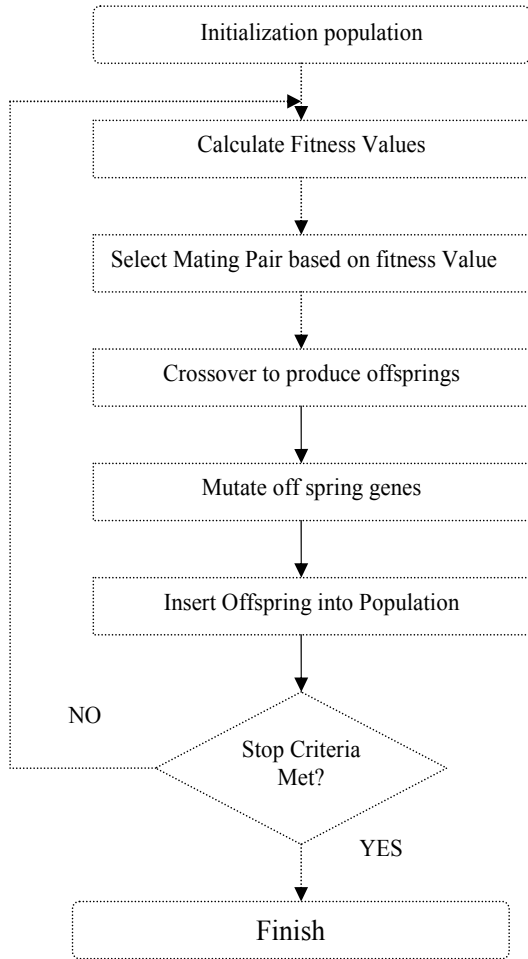 Initialization population
Calculate Fitness Values
Select Mating Pair based on fitness Value
Crossover to produce offsprings
Mutate off spring genes
Insert Offspring into Population
NO
Stop Criteria
Met?
YES
Finish